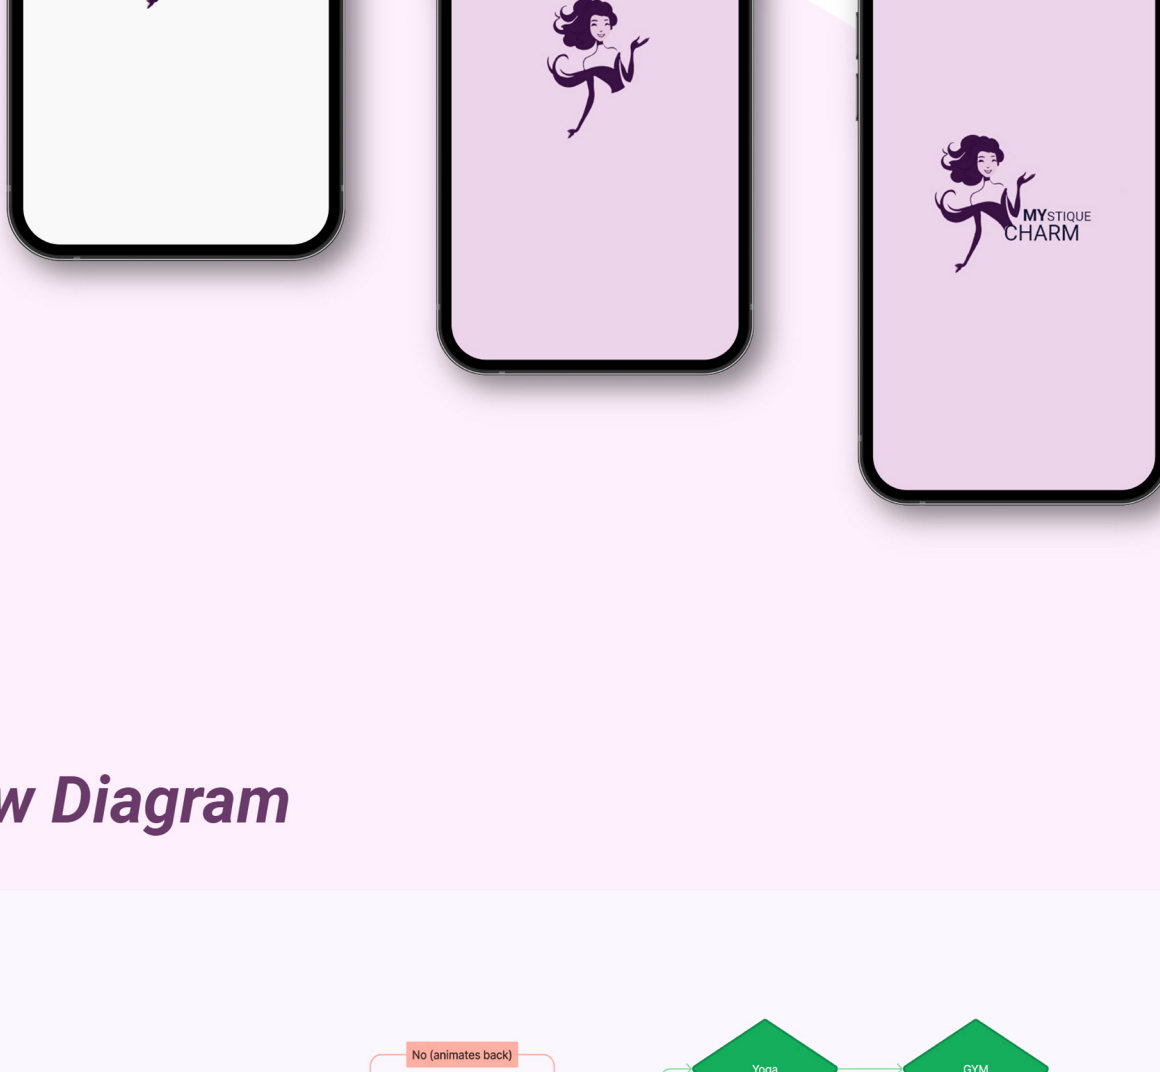 MYSTIQUE
CHARM
w Diagram
No (animates back)
Yoga
GYM